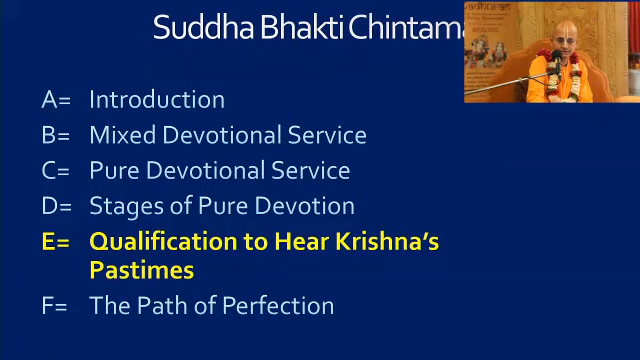 Suddha Bhakti Chintama
A= Introduction
B= Mixed Devotional Service
C= Pure Devotional Service
D= Stages of Pure Devotion
E= Qualification to Hear Krishna's
Pastimes
F= The Path of Perfection